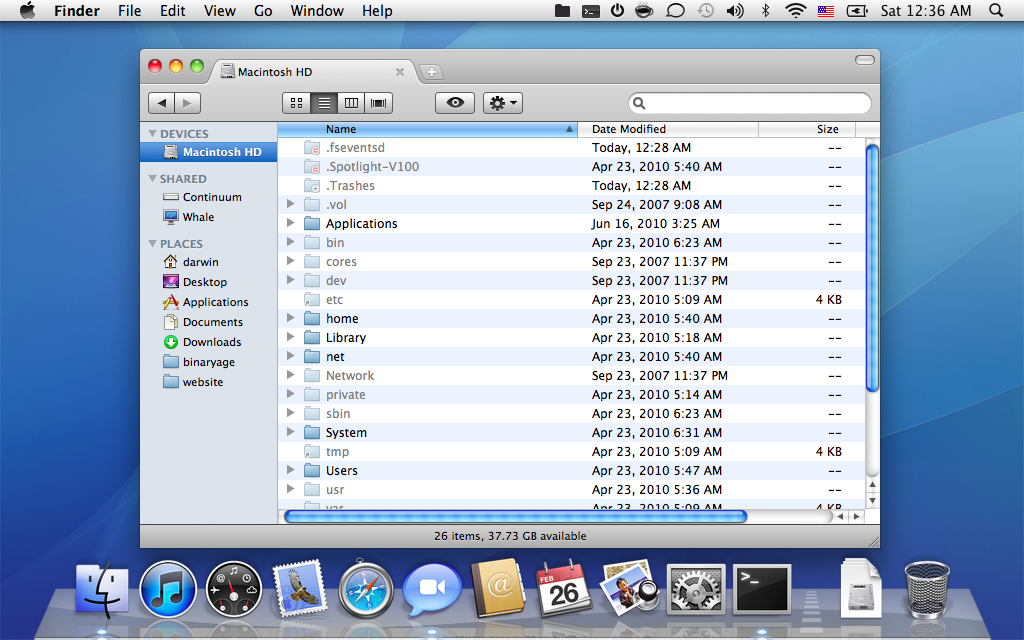 Finder File Edit View Go Window Help Sat 12:36 AM
Macintosh HD
DEVICES
Macintosh HD
SHARED
Continuum
Whale
PLACES
darwin
Desktop
Applications
Documents
Downloads
binaryage
website
Name Date Modified Size
.fseventsd Today, 12:28 AM --
.Spotlight-V100 Apr 23, 2010 5:40 AM --
.Trashes Today, 12:28 AM --
.vol Sep 24, 2007 9:08 AM --
Applications Jun 16, 2010 3:25 AM --
bin Apr 23, 2010 6:23 AM --
cores Sep 23, 2007 11:37 PM --
dev Sep 23, 2007 11:37 PM --
etc Apr 23, 2010 5:09 AM 4 KB
home Apr 23, 2010 5:40 AM --
Library Apr 23, 2010 5:18 AM --
net Apr 23, 2010 5:40 AM --
Network Sep 23, 2007 11:37 PM --
private Apr 23, 2010 5:14 AM --
sbin Apr 23, 2010 6:23 AM --
System Apr 23, 2010 6:31 AM --
tmp Apr 23, 2010 5:09 AM 4 KB
Users Apr 23, 2010 5:47 AM --
usr Apr 23, 2010 5:36 AM --
var Apr 23, 2010 5:09 AM 4 KB
26 items, 37.73 GB available
@
FEB
26
>_